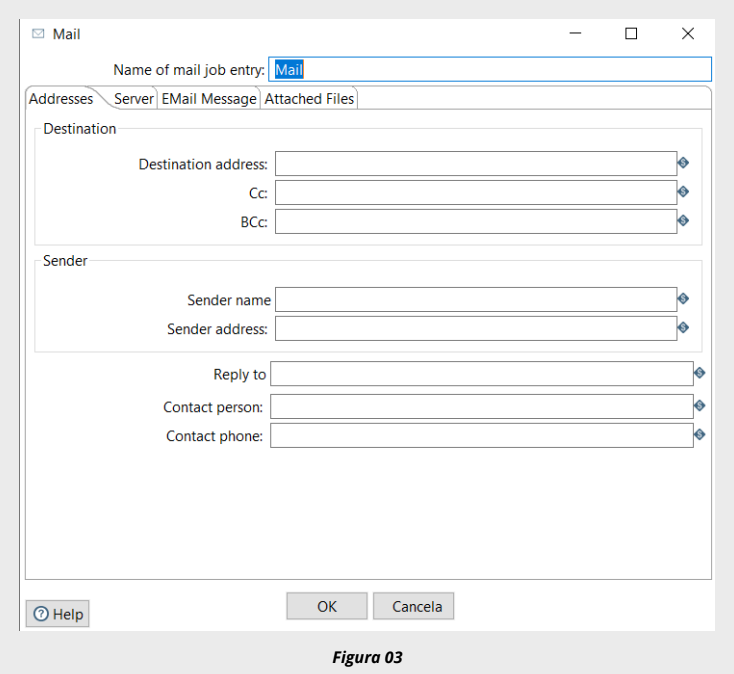 Mail
Name of mail job entry: Mail
Addresses Server EMail Message Attached Files
Destination
Destination address:
Cc:
BCc:
Sender
Sender name
Sender address:
Reply to
Contact person:
Contact phone:
Help OK Cancela
Figura 03